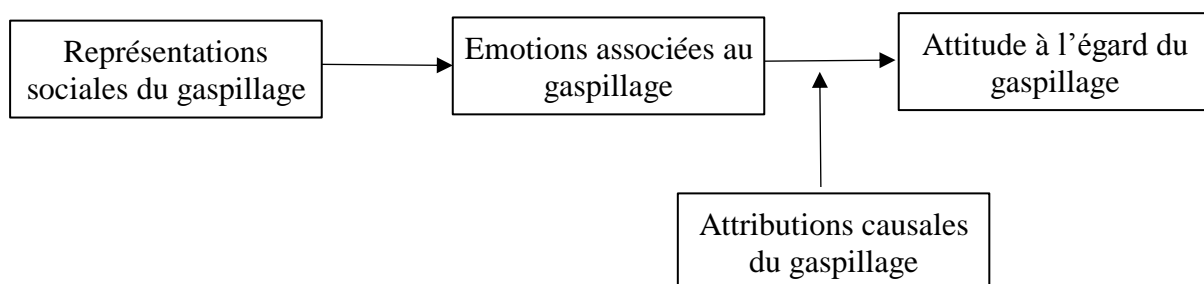 Représentations
sociales du gaspillage
Emotions associées au
gaspillage
Attitude à l’égard du
gaspillage
Attributions causales
du gaspillage